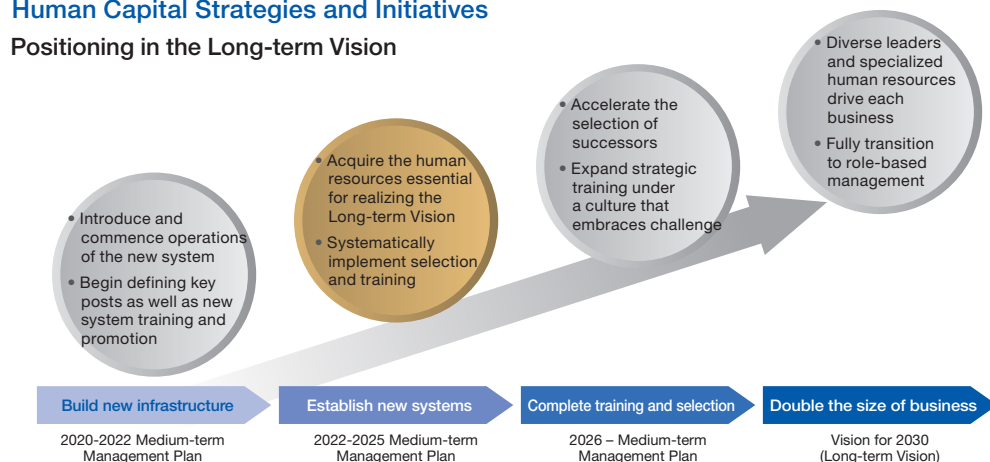 Human Capital Strategies and Initiatives
Positioning in the Long-term Vision
• Introduce and
commence operations
of the new system
• Begin defining key
posts as well as new
system training and
promotion
• Acquire the human
resources essential
for realizing the
Long-term Vision
• Systematically
implement selection
and training
• Accelerate the
selection of
successors
• Expand strategic
training under
a culture that
embraces challenge
• Diverse leaders
and specialized
human resources
drive each
business
• Fully transition
to role-based
management
Build new infrastructure
Establish new systems
Complete training and selection
Double the size of business
2020-2022 Medium-term
Management Plan
2022-2025 Medium-term
Management Plan
2026 – Medium-term
Management Plan
Vision for 2030
(Long-term Vision)